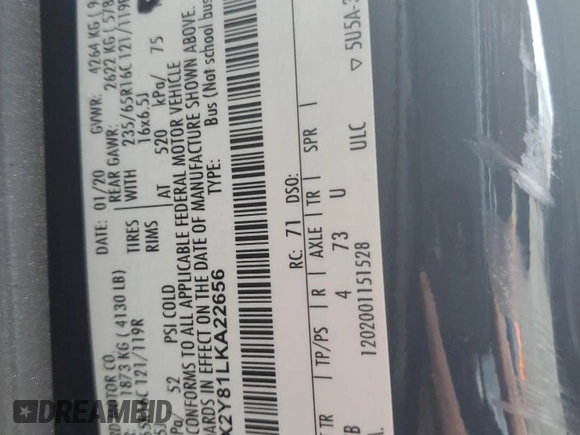 DATE: 01/20 GVWR: 4264 KG
OR CO. REAR GAWR: 2622 KG ( 578
1873 KG ( 4130 LB) WITH 235/65R16C 121/119R
C 121/119R TIRES 16x6.5J
RIMS AT 520 kPa/ 75
52 PSI COLD
CONFORMS TO ALL APPLICABLE FEDERAL MOTOR VEHICLE
ARDS IN EFFECT ON THE DATE OF MANUFACTURE SHOWN ABOVE.
X2Y81LKA22656 TYPE: Bus (Not school bus
RC: 71 DSO:
TR TP/PS R AXLE TR SPR
B 4 73 U ULC
1202001151528 ▽ 5U5A-
DREAMBID